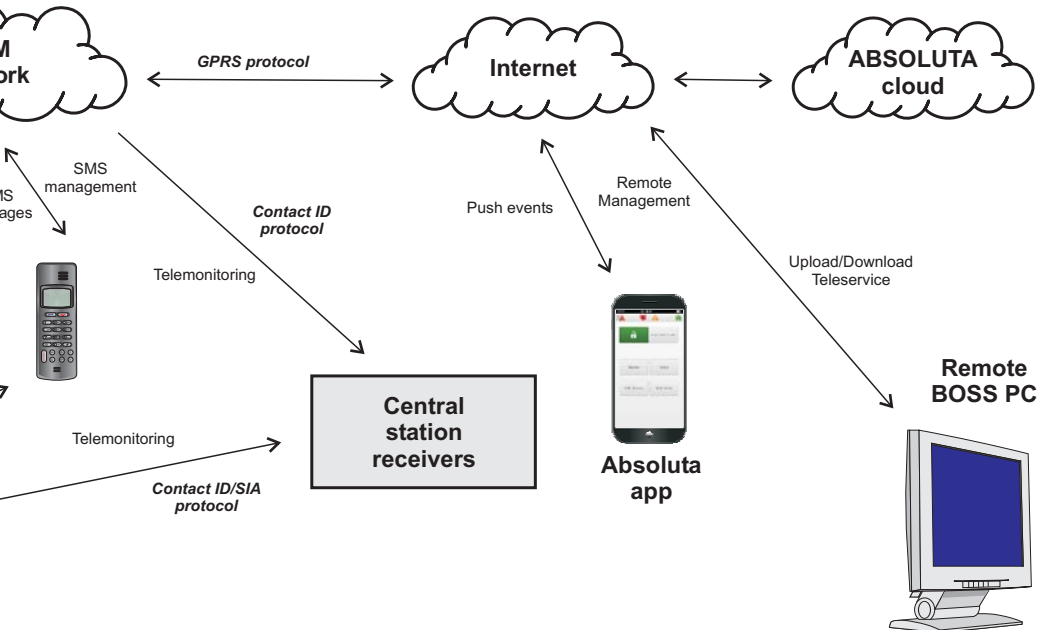 GPRS protocol
Internet
ABSOLUTA
cloud
SMS
management
Contact ID
protocol
Push events
Remote
Management
Telemonitoring
Upload/Download
Teleservice
Remote
BOSS PC
Central
station
receivers
Telemonitoring
Contact ID/SIA
protocol
Absoluta
app